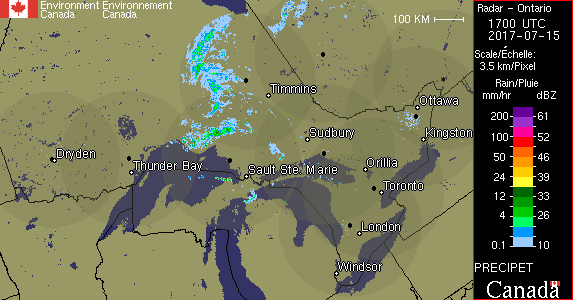 Environment Environnement
Canada Canada
100 KM
Timmins
Ottawa
Sudbury
Kingston
Dryden
Thunder Bay
Sault Ste. Marie
Orillia
Toronto
London
Windsor
Radar - Ontario
1700 UTC
2017-07-15
Scale/Échelle:
3.5 km/Pixel
Rain/Pluie
mm/hr dBZ
200 61
100 52
50 46
24 39
12 33
4 26
0.1 10
PRECIPET
Canada